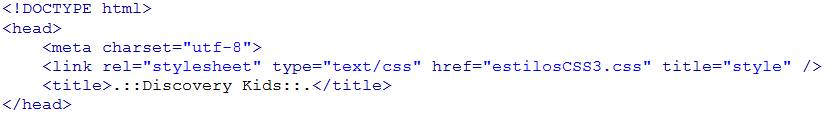 <!DOCTYPE html>
<head>
    <meta charset="utf-8">
    <link rel="stylesheet" type="text/css" href="estilosCSS3.css" title="style" />
    <title>.::Discovery Kids::.</title>
</head>